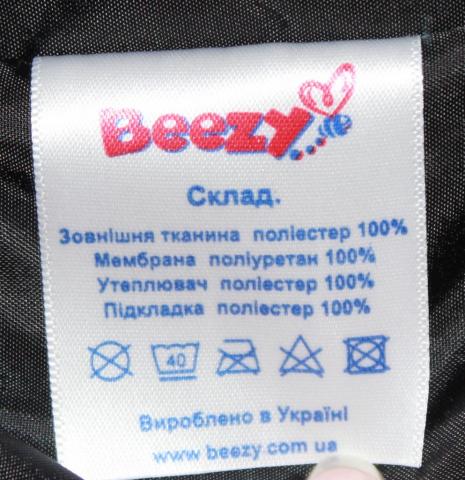 Beezy
Склад.
Зовнішня тканина поліестер 100%
Мембрана поліуретан 100%
Утеплювач поліестер 100%
Підкладка поліестер 100%
40
Вироблено в Україні
www.beezy.com.ua